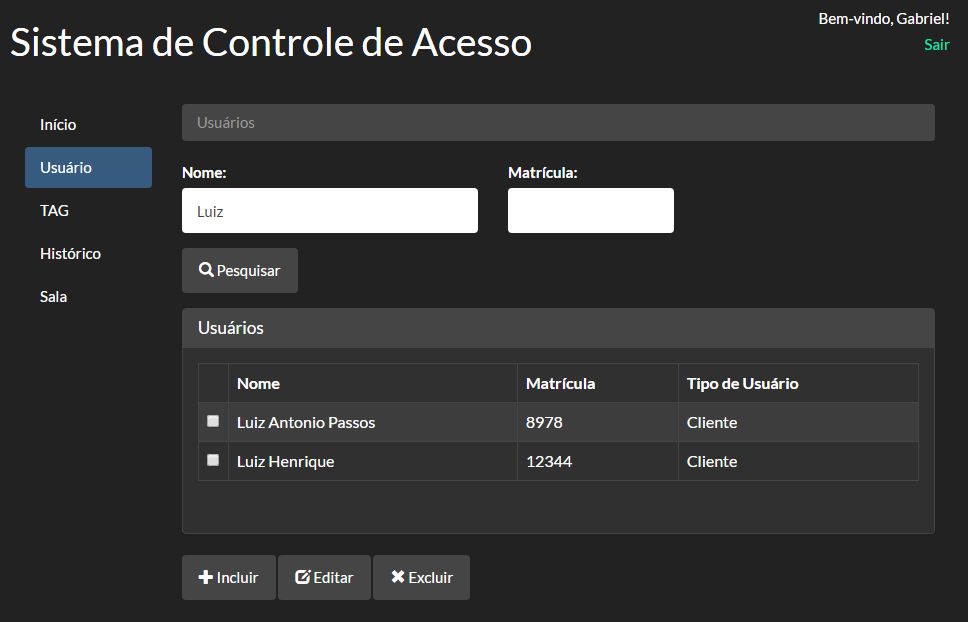 Bem-vindo, Gabriel!
Sistema de Controle de Acesso
Sair
Início
Usuário
TAG
Histórico
Sala
Usuários
Nome: Matrícula:
Luiz
Pesquisar
Usuários
Nome Matrícula Tipo de Usuário
Luiz Antonio Passos 8978 Cliente
Luiz Henrique 12344 Cliente
Incluir Editar Excluir